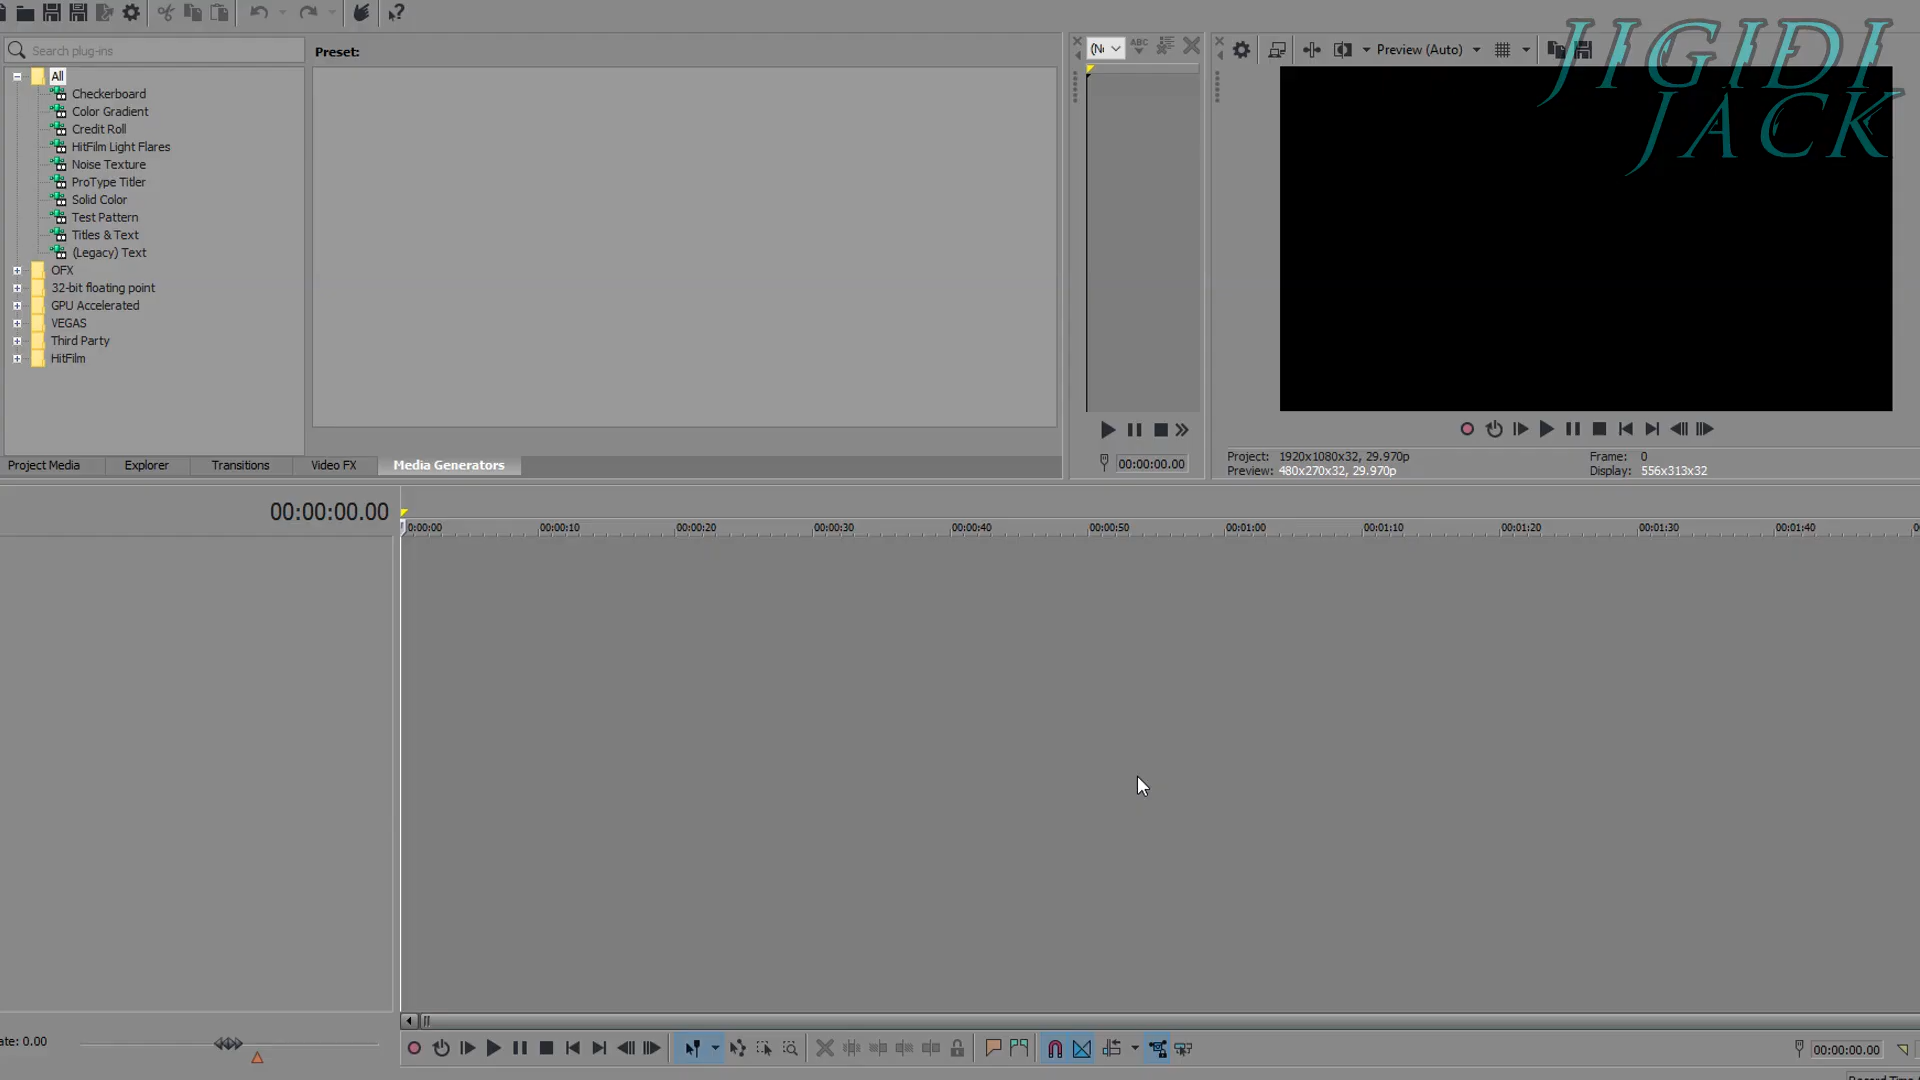 Search plug-ins
Preset:
(N
ABC
Preview (Auto)
JIGIDI
JACK
All
Checkerboard
Color Gradient
Credit Roll
HitFilm Light Flares
Noise Texture
ProType Titler
Solid Color
Test Pattern
Titles & Text
(Legacy) Text
OFX
32-bit floating point
GPU Accelerated
VEGAS
Third Party
HitFilm
Project Media
Explorer
Transitions
Video FX
Media Generators
00:00:00.00
Project: 1920x1080x32, 29.970p
Frame: 0
Preview: 480x270x32, 29.970p
Display: 556x313x32
00:00:00.00
0:00:00
00:00:10
00:00:20
00:00:30
00:00:40
00:00:50
00:01:00
00:01:10
00:01:20
00:01:30
00:01:40
ate: 0.00
00:00:00.00